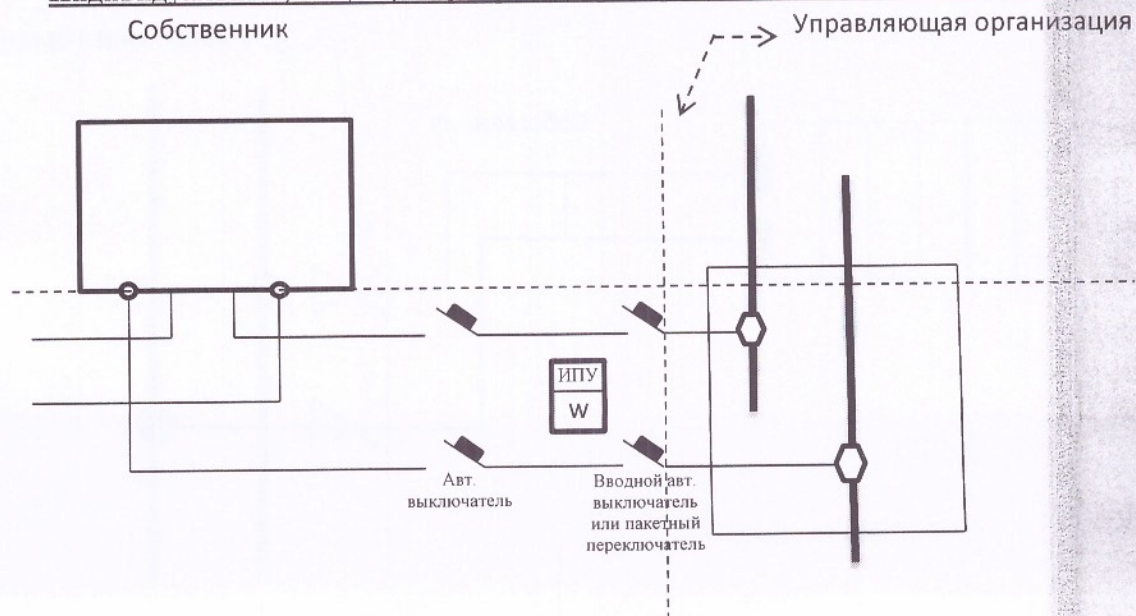 Собственник
Управляющая организация
ИПУ
W
Авт.
выключатель
Вводной авт.
выключатель
или пакетный
переключатель